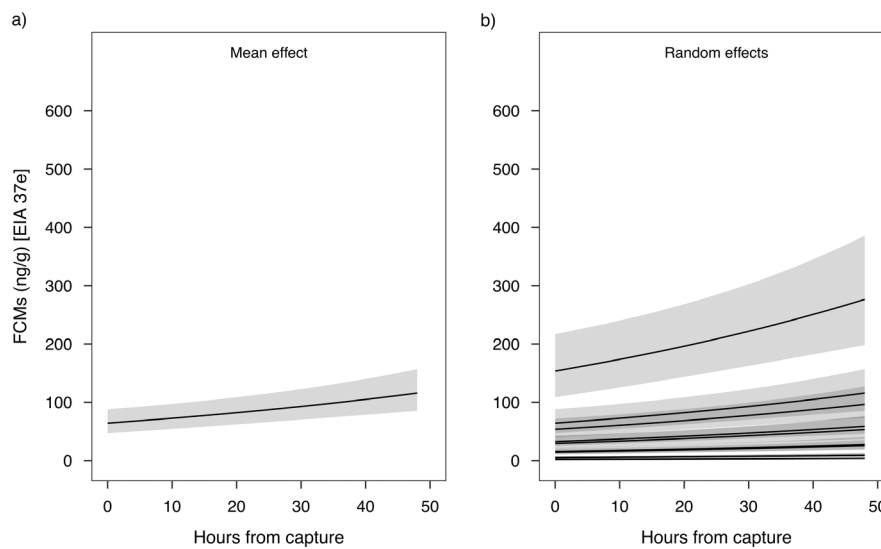 a)
Mean effect
600
500
400
300
200
100
0
FCMs (ng/g) [EIA 37e]
0 10 20 30 40 50
Hours from capture
b)
Random effects
600
500
400
300
200
100
0
0 10 20 30 40 50
Hours from capture